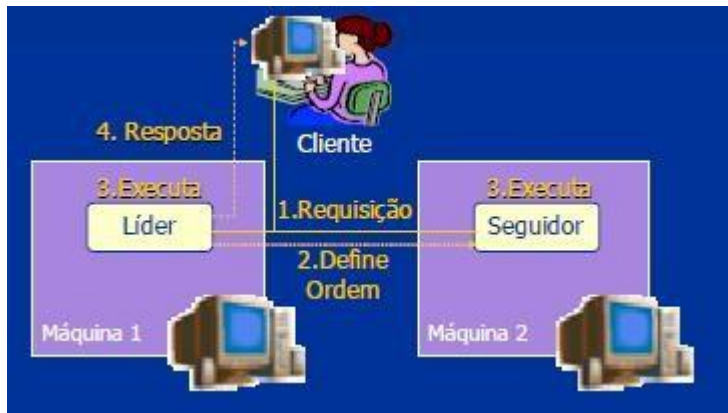 4. Resposta
Cliente
3.Executa
Líder
1.Requisição
3.Executa
Seguidor
2.Define
Ordem
Máquina 1
Máquina 2